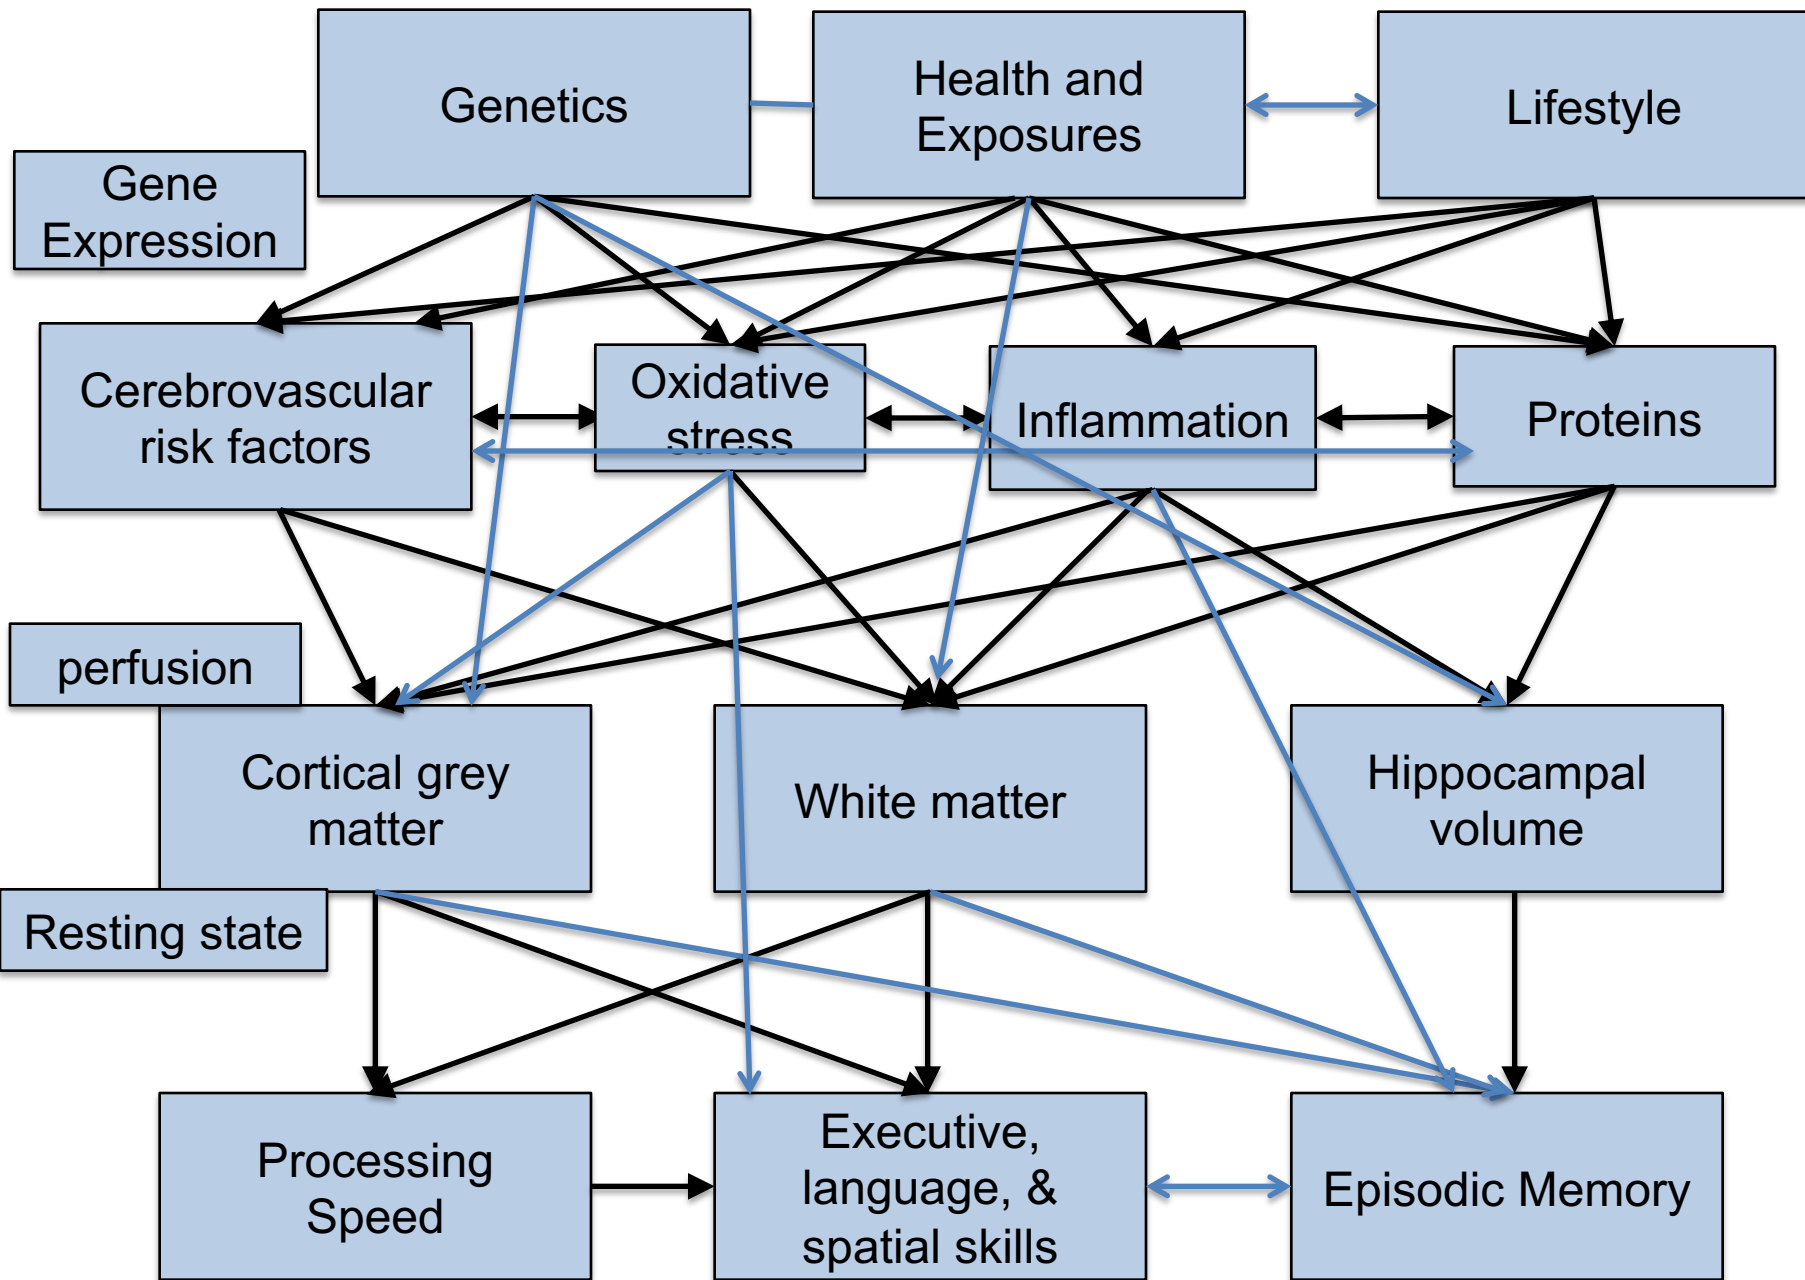 Genetics
Health and
Exposures
Lifestyle
Gene
Expression
Cerebrovascular
risk factors
Oxidative
stress
Inflammation
Proteins
perfusion
Cortical grey
matter
White matter
Hippocampal
volume
Resting state
Processing
Speed
Executive,
language, &
spatial skills
Episodic Memory